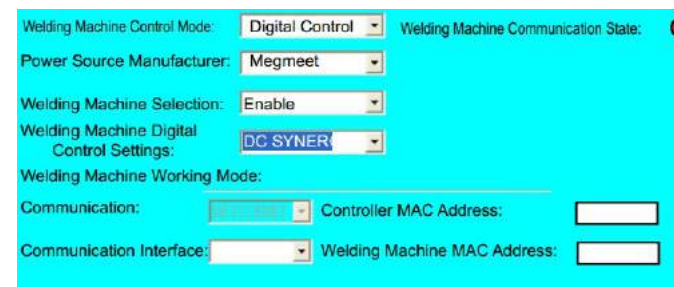 Welding Machine Control Mode: Digital Control Welding Machine Communication State:
Power Source Manufacturer: Megmeet
Welding Machine Selection: Enable
Welding Machine Digital
Control Settings: DC SYNER
Welding Machine Working Mode:
Communication: Controller MAC Address:
Communication Interface: Welding Machine MAC Address: